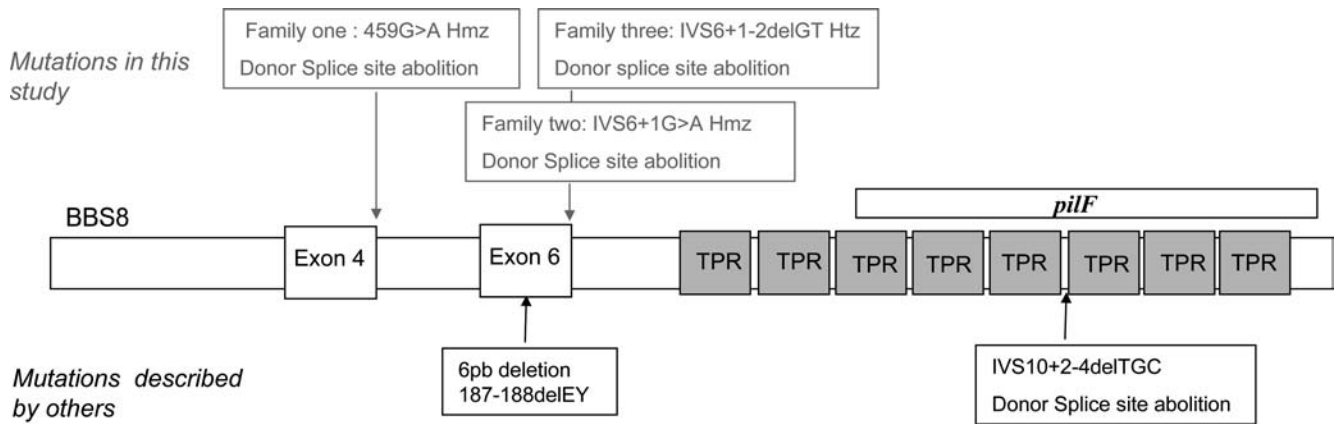 Mutations in this
study
Family one : 459G>A Hmz
Donor Splice site abolition
Family three: IVS6+1-2delGT Htz
Donor splice site abolition
Family two: IVS6+1G>A Hmz
Donor Splice site abolition
BBS8
pilF
Exon 4
Exon 6
TPR
TPR
TPR
TPR
TPR
TPR
TPR
TPR
Mutations described
by others
6pb deletion
187-188delEY
IVS10+2-4delTGC
Donor Splice site abolition